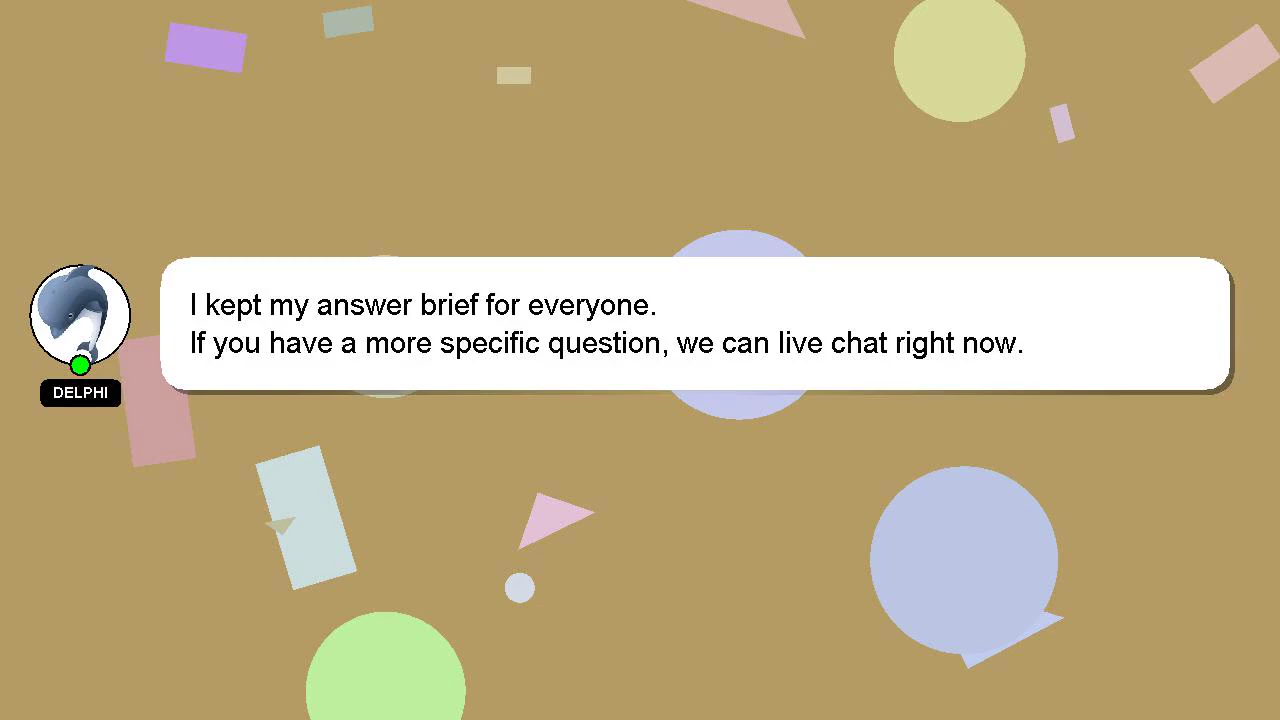 I kept my answer brief for everyone.
If you have a more specific question, we can live chat right now.
DELPHI